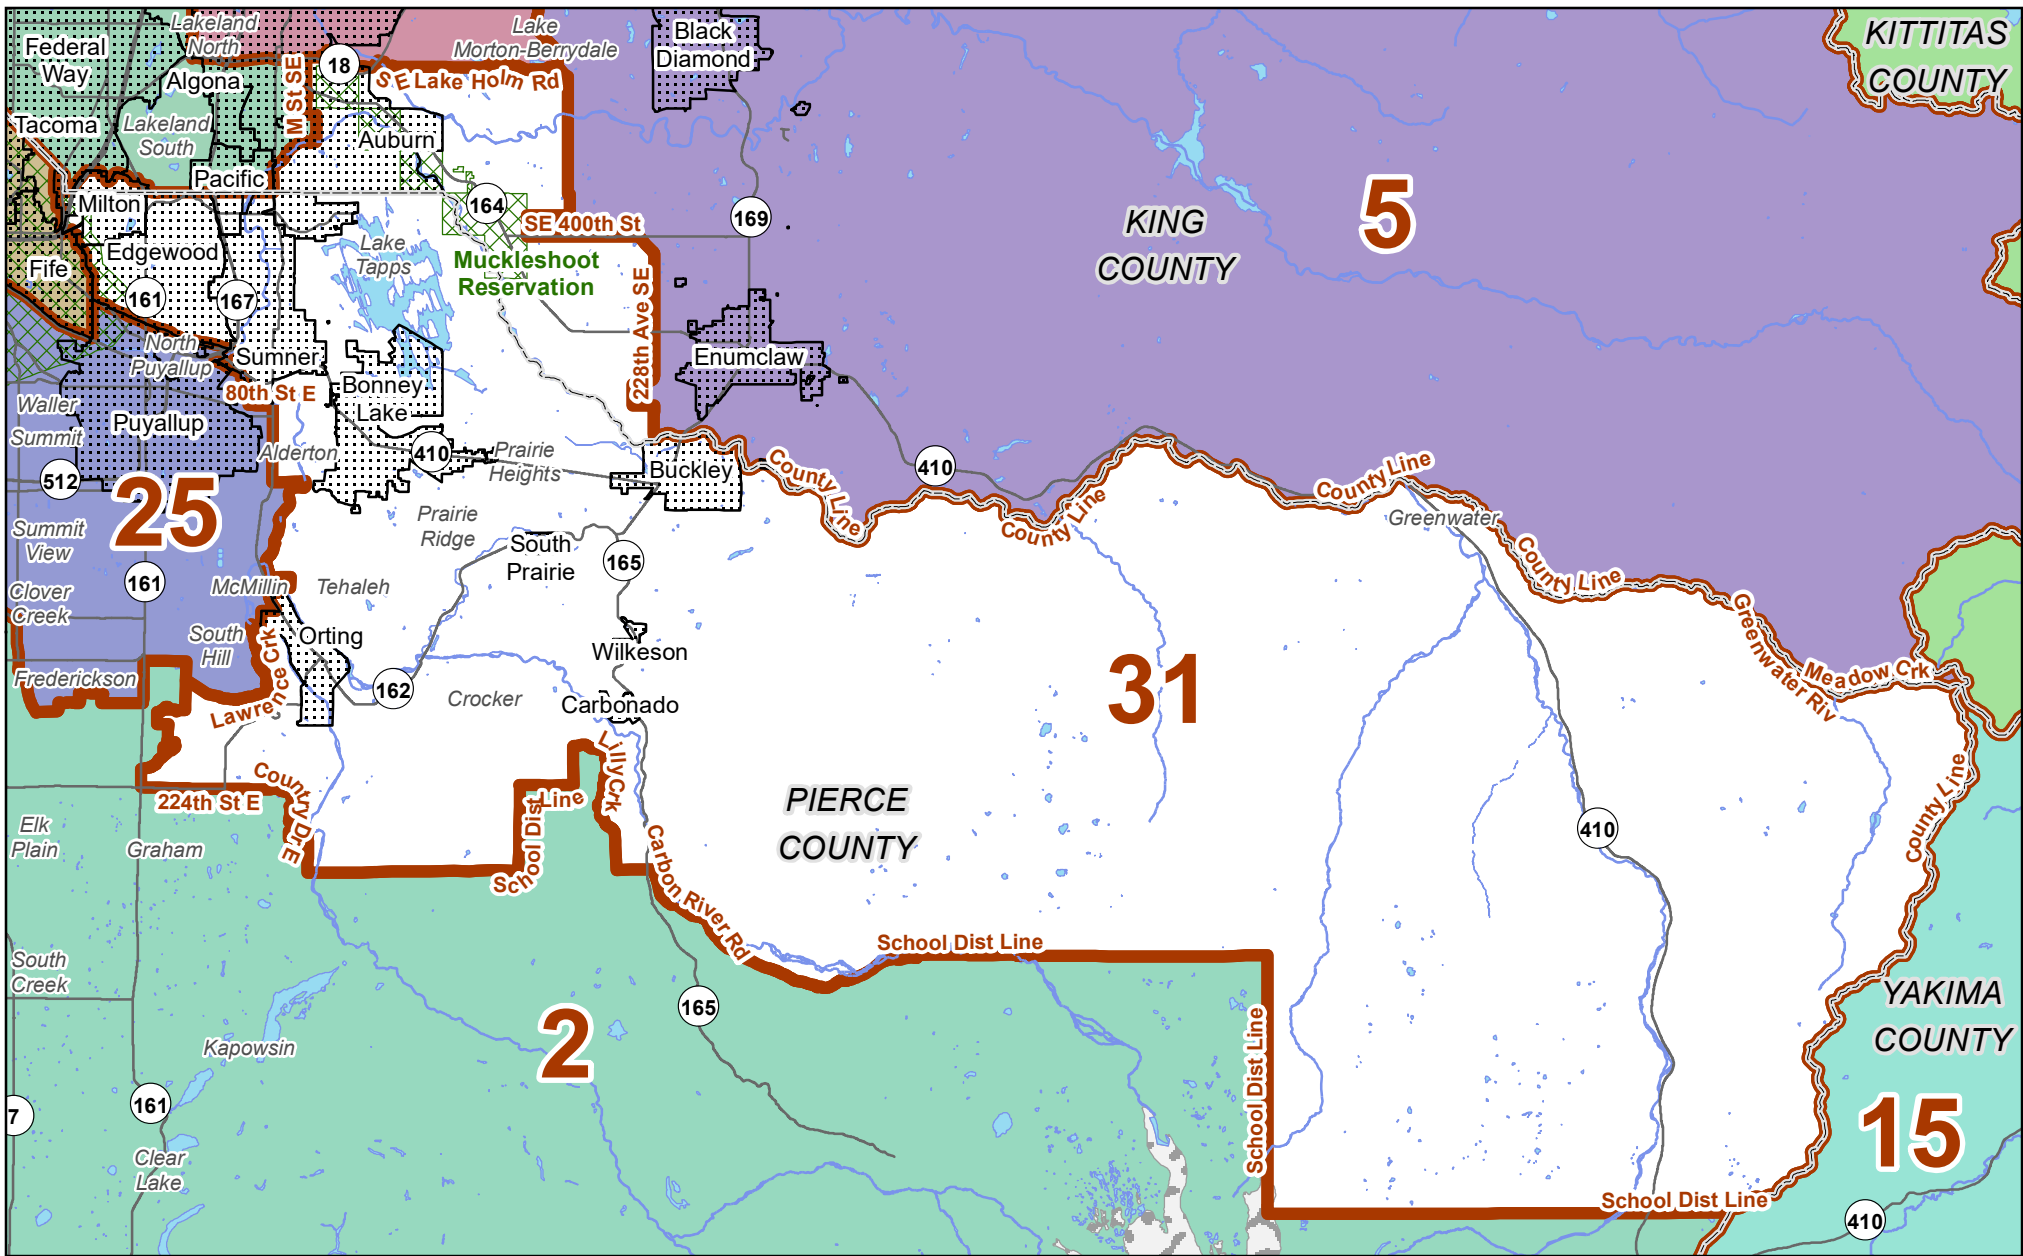 Federal
Way
Lakeland
North
Algona
18
Lake
Morton-Berrydale
Black
Diamond
KITTITAS
COUNTY
SE Lake Holm Rd
M St SE
Tacoma
Lakeland
South
Auburn
Pacific
Milton
164
169
5
SE 400th St
KING
COUNTY
Edgewood
Lake
Tapps
Muckleshoot
Reservation
Fife
161
167
228th Ave SE
North
Puyallup
Sumner
Enumclaw
80th St E
Bonney
Lake
Waller
Puyallup
Summit
Alderton
410
Prairie
Heights
Buckley
410
County Line
County Line
County Line
Greenwater
512
25
Summit
View
Prairie
Ridge
South
Prairie
165
County Line
161
McMillin
Tehaleh
Clover
Creek
South
Hill
Orting
Wilkeson
Greenwater Riv
Meadow Crk
31
Frederickson
Lawrence Crk
162
Crocker
Carbonado
Lilly Crk
224th St E
Country Dr E
School Dist Line
PIERCE
COUNTY
410
County Line
Elk
Plain
Graham
Carbon River Rd
School Dist Line
South
Creek
165
YAKIMA
COUNTY
2
Kapowsin
School Dist Line
161
7
15
Clear
Lake
School Dist Line
410